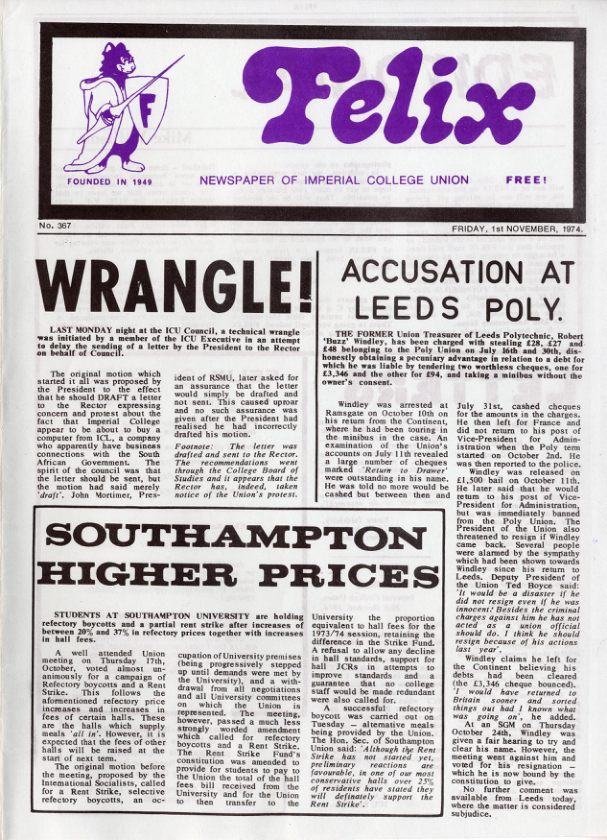 Felix
F
FOUNDED IN 1949
NEWSPAPER OF IMPERIAL COLLEGE UNION
FREE!
No. 367
FRIDAY, 1st NOVEMBER, 1974.
WRANGLE!
LAST MONDAY night at the ICU Council, a technical wrangle
was initiated by a member of the ICU Executive in an attempt to
delay the sending of a letter by the President to the Rector
on behalf of Council.
The original motion which
started it all was proposed by
the President to the effect
that he should DRAFT a letter
to the Rector expressing
concern and protest about the
fact that Imperial College
appear to be about to buy a
computer from ICL, a company
who apparently have business
connections with the South
African Government. The
spirit of the council was that
the letter should be sent, but
the motion had said merely
'draft'. John Mortimer, Pres-
ident of RSMU, later asked for
an assurance that the letter
would simply be drafted and
not sent. This caused uproar
and no such assurance was
given after the President had
realised he had incorrectly
drafted his motion.
Footnote: The letter was
drafted and sent to the Rector.
The recommendations went
through the College Board of
Studies and it appears that the
Rector has, indeed, taken
notice of the Union's protest.
ACCUSATION AT
LEEDS POLY.
THE FORMER Union Treasurer of Leeds Polytechnic, Robert
'Buzz' Windley, has been charged with stealing £28, £27 and
£48 belonging to the Poly Union on July 16th and 30th, dis-
honestly obtaining a pecuniary advantage in relation to a debt for
which he was liable by tendering two worthless cheques, one for
£3,346 and the other for £94, and taking a minibus without the
owner's consent.
Windley was arrested at
Ramsgate on October 10th on
his return from the Continent,
where he had been touring in
the minibus in the case. An
examination of the Union's
accounts on July 11th revealed
a large number of cheques
marked 'Return to Drawer'
were outstanding in his name.
He was told no more would be
cashed but between then and
July 31st, cashed cheques
for the amounts in the charges.
He then left for France and
did not return to his post of
Vice-President for Admin-
istration when the Poly term
started on October 2nd. He
was then reported to the police.
Windley was released on
£1,500 bail on October 11th.
He later said that he would
return to his post of Vice-
President for Administration,
but was immediately banned
from the Poly Union. The
President of the Union also
threatened to resign if Windley
came back. Several people
were alarmed by the sympathy
which had been shown towards
Windley since his return to
Leeds. Deputy President of
the Union Ted Boyce said:
'It would be a disaster if he
did not resign even if he was
innocent. Besides the criminal
charges against him he has not
acted as a union official
should do. I think he should
resign because of his actions
last year'.
Windley claims he left for
the Continent believing his
debts had been cleared
(the £3,346 cheque bounced).
'I would have returned to
Britain sooner and sorted
things out had I known what
was going on', he added.
At an SGM on Thursday
October 24th, Windley was
given a fair hearing to try and
clear his name. However, the
meeting went against him and
voted for his resignation —
which he is now bound by the
constitution to give.
No further comment was
available from Leeds today,
where the matter is considered
subjudice.
SOUTHAMPTON
HIGHER PRICES
STUDENTS AT SOUTHAMPTON UNIVERSITY are holding
refectory boycotts and a partial rent strike after increases of
between 20% and 37% in refectory prices together with increases
in hall fees.
A well attended Union
meeting on Thursday 17th,
October, voted almost un-
animously for a campaign of
Refectory boycotts and a Rent
Strike. This follows the
aformentioned refectory price
increases and increases in
fees of certain halls. These
are the halls which supply
meals 'all in'. However, it is
expected that the fees of other
halls will be raised at the
start of next term.
The original motion before
the meeting, proposed by the
International Socialists, called
for a Rent Strike, selective
refectory boycotts, an oc-
cupation of University premises
(being progressively stepped
up until demands were met by
the University), and a with-
drawal from all negotiations
and all University committees
on which the Union is
represented. The meeting,
however, passed a much less
strongly worded amendment
which called for refectory
boycotts and a Rent Strike.
The Rent Strike Fund's
constitution was amended to
provide for students to pay to
the Union the total of the hall
fees bill received from the
University and for the Union
to then transfer to the
University the proportion
equivalent to hall fees for the
1973/74 session, retaining the
difference in the Strike Fund.
A refusal to allow any decline
in hall standards, support for
hall JCRs in attempts to
improve standards and a
guarantee that no college
staff would be made redundant
were also called for.
A successful refectory
boycott was carried out on
Tuesday — alternative meals
being provided by the Union.
The Hon. Sec. of Southampton
Union said: 'Although the Rent
Strike has not started yet,
preliminary reactions are
favourable, in one of our most
conservative halls over 25%
of residents have stated they
will definately support the
Rent Strike'.